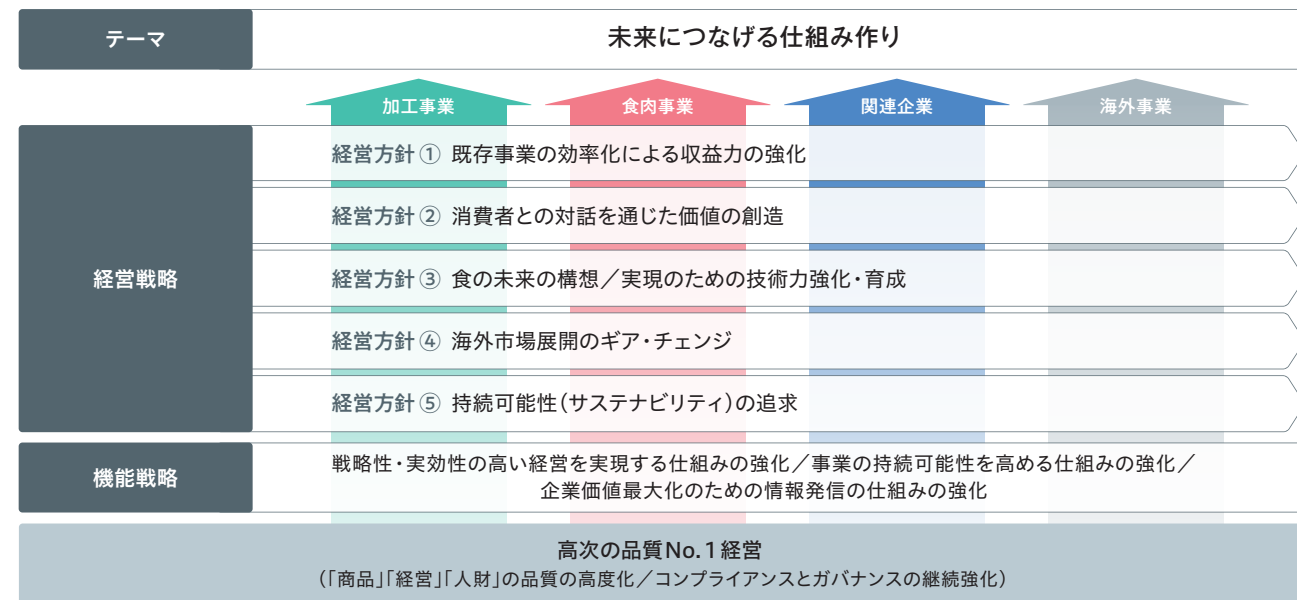 テーマ
未来につなげる仕組み作り
加工事業
食肉事業
関連企業
海外事業
経営戦略
経営方針① 既存事業の効率化による収益力の強化
経営方針② 消費者との対話を通じた価値の創造
経営方針③ 食の未来の構想／実現のための技術力強化・育成
経営方針④ 海外市場展開のギア・チェンジ
経営方針⑤ 持続可能性（サステナビリティ）の追求
機能戦略
戦略性・実効性の高い経営を実現する仕組みの強化／事業の持続可能性を高める仕組みの強化／
企業価値最大化のための情報発信の仕組みの強化
高次の品質No.1経営
（「商品」「経営」「人財」の品質の高度化／コンプライアンスとガバナンスの継続強化）